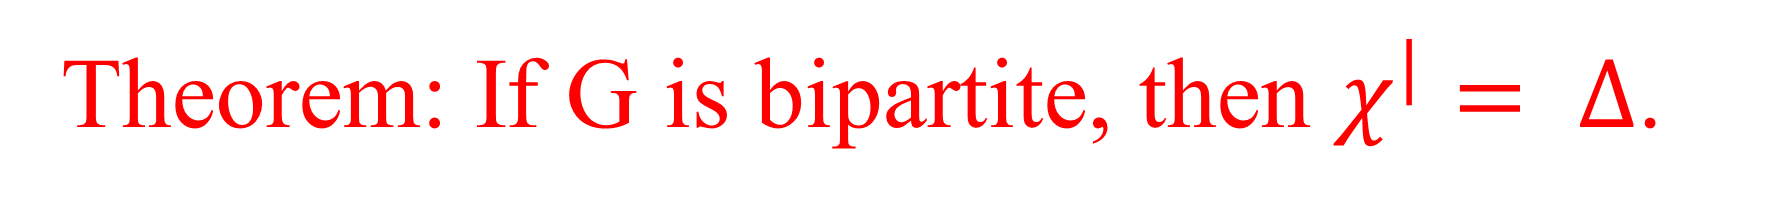 Theorem: If G is bipartite, then χ^| = Δ.